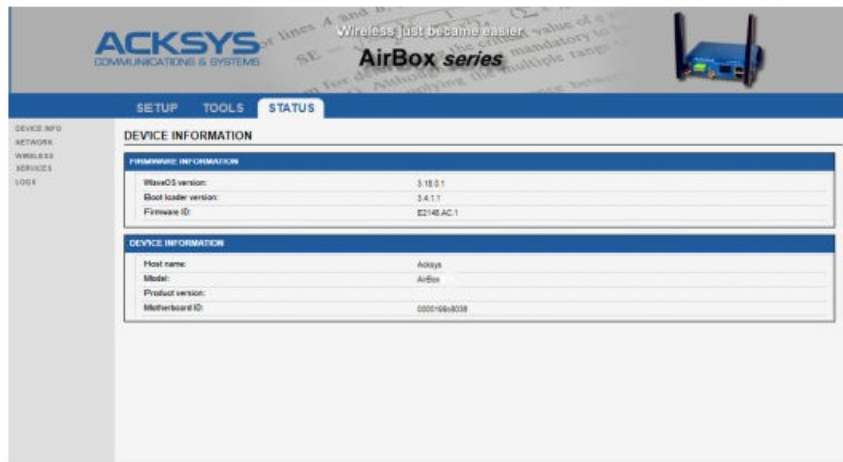 ACKSYS
COMMUNICATIONS & SYSTEMS
Wireless just became easier
AirBox series
SETUP TOOLS STATUS
DEVICE INFO
NETWORK
WIRELESS
SERVICES
LOGS
DEVICE INFORMATION
FIRMWARE INFORMATION
WaveOS version: 3.18.0.1
Boot loader version: 3.4.1.1
Firmware ID: E2148.AC.1
DEVICE INFORMATION
Host name: Acksys
Model: AirBox
Product version:
Motherboard ID: